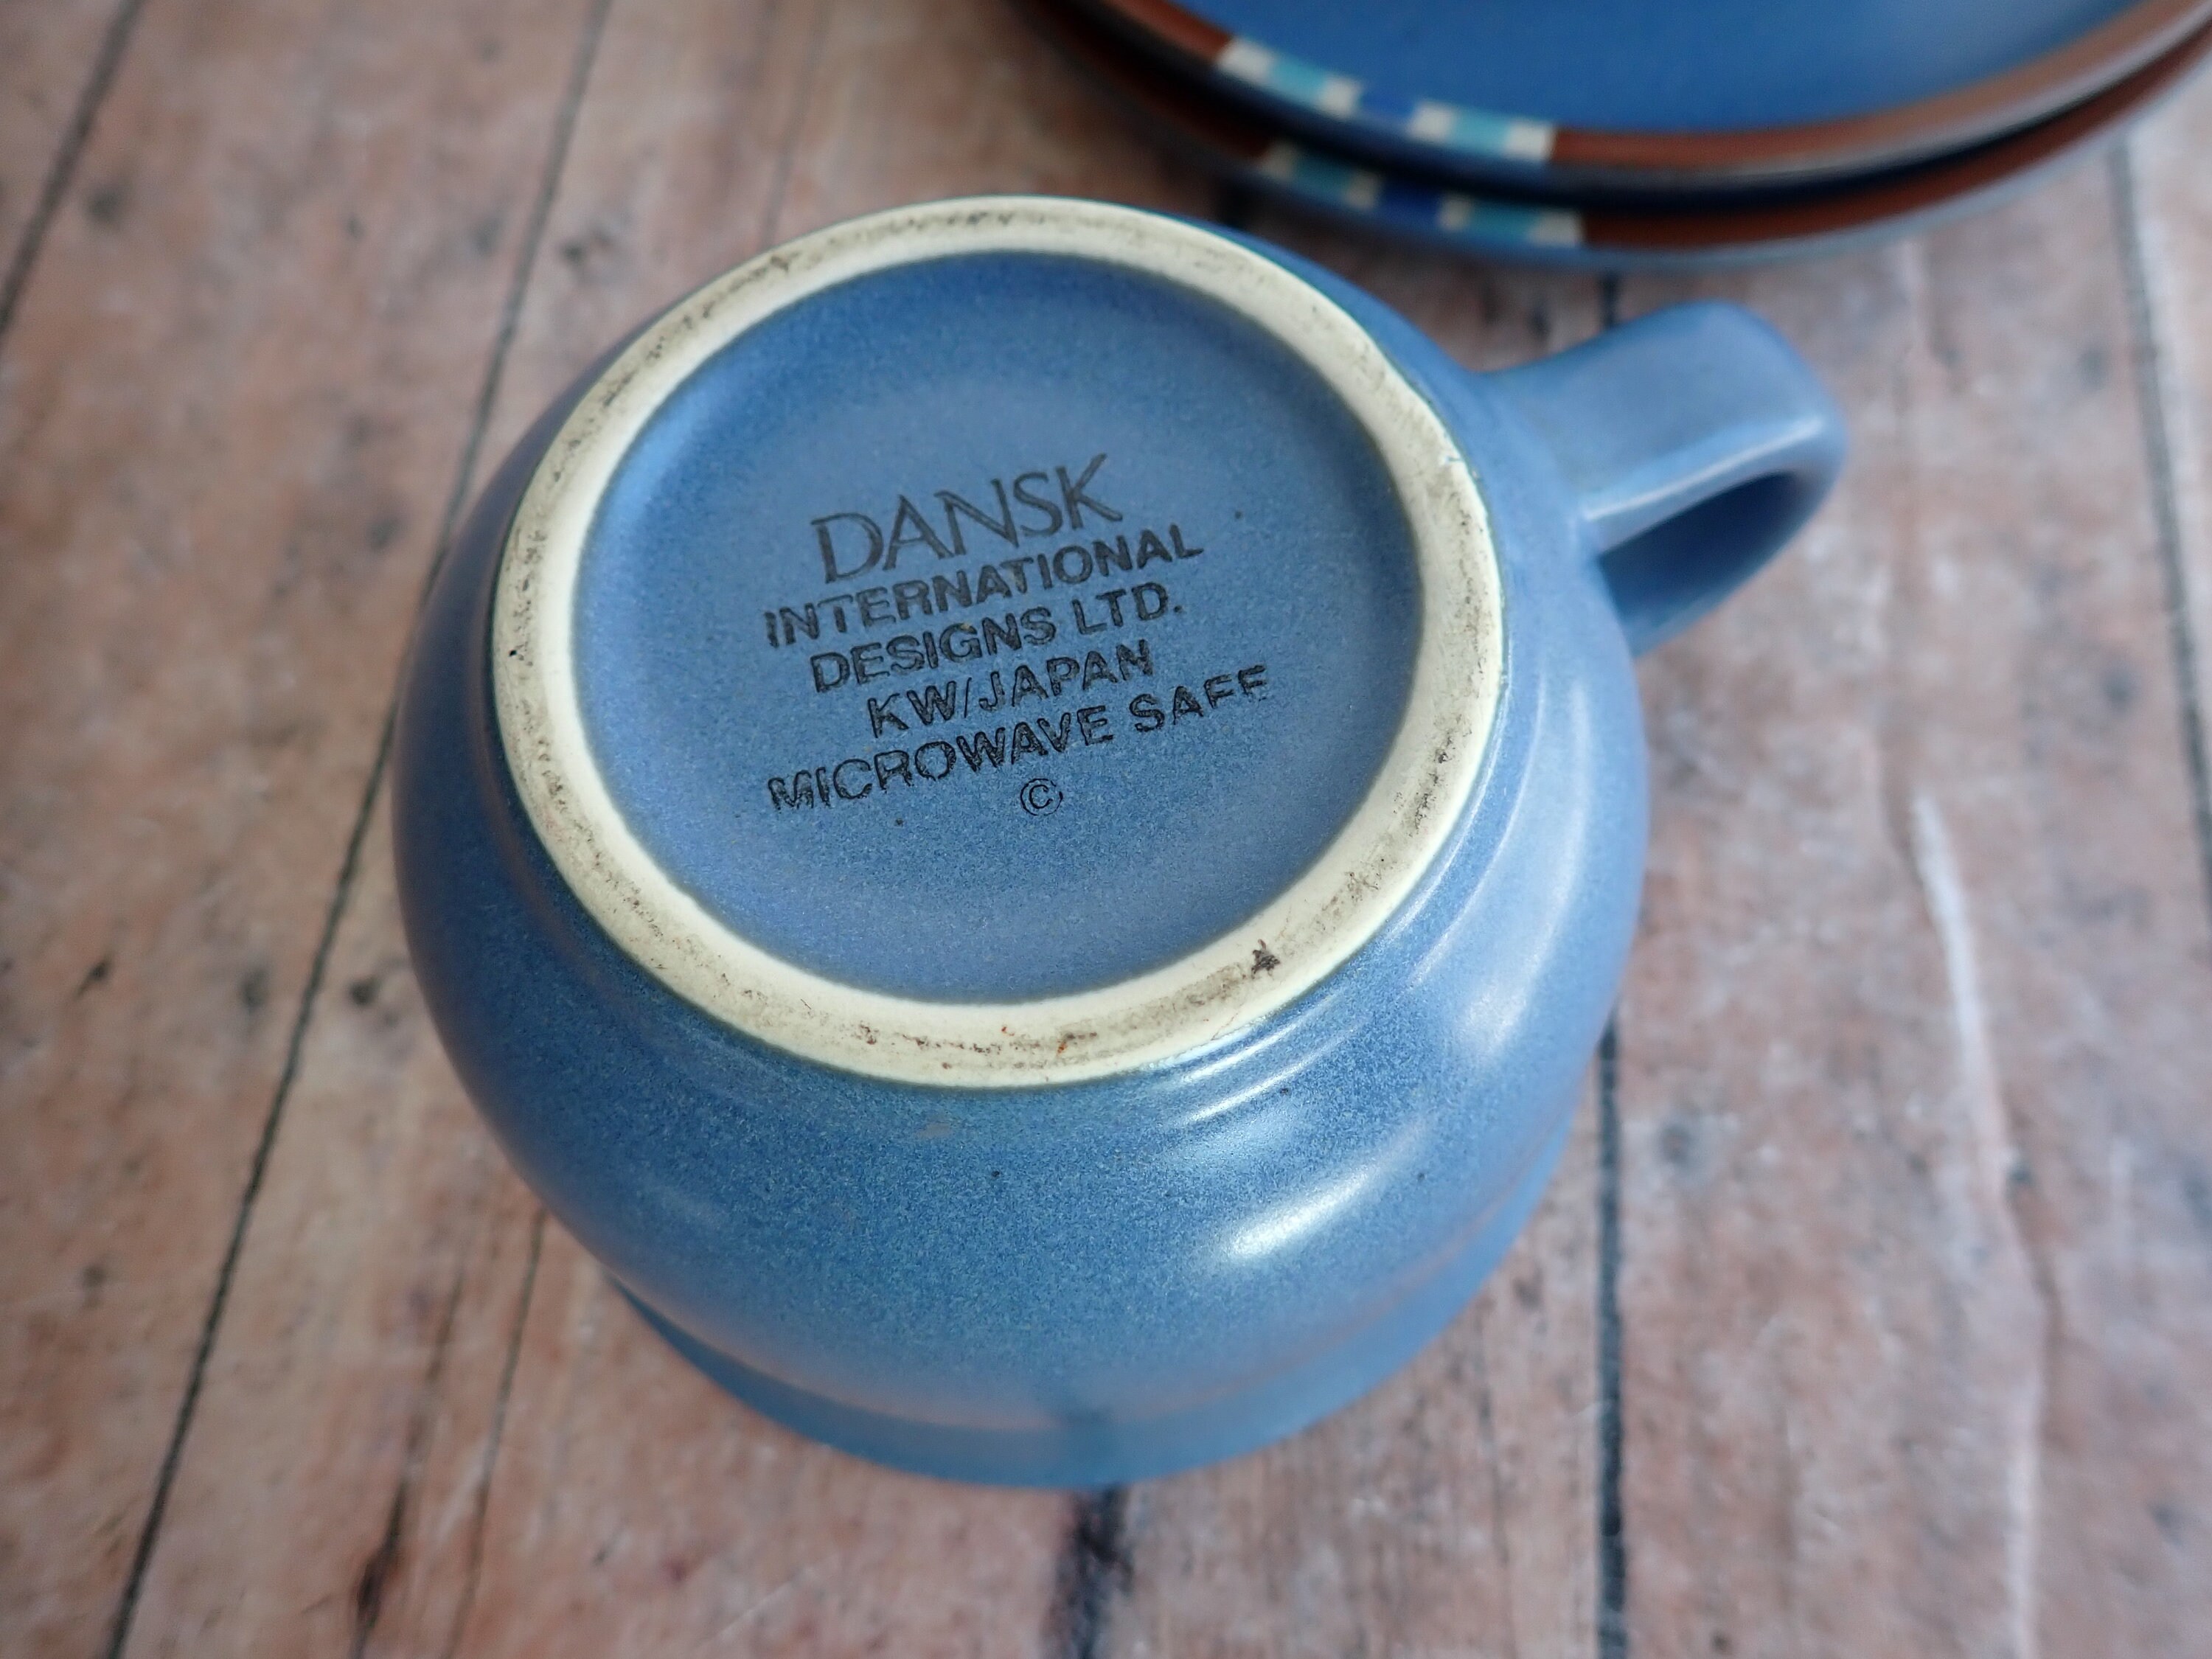 DANSK
INTERNATIONAL
DESIGNS LTD.
KW/JAPAN
MICROWAVE SAFE
©